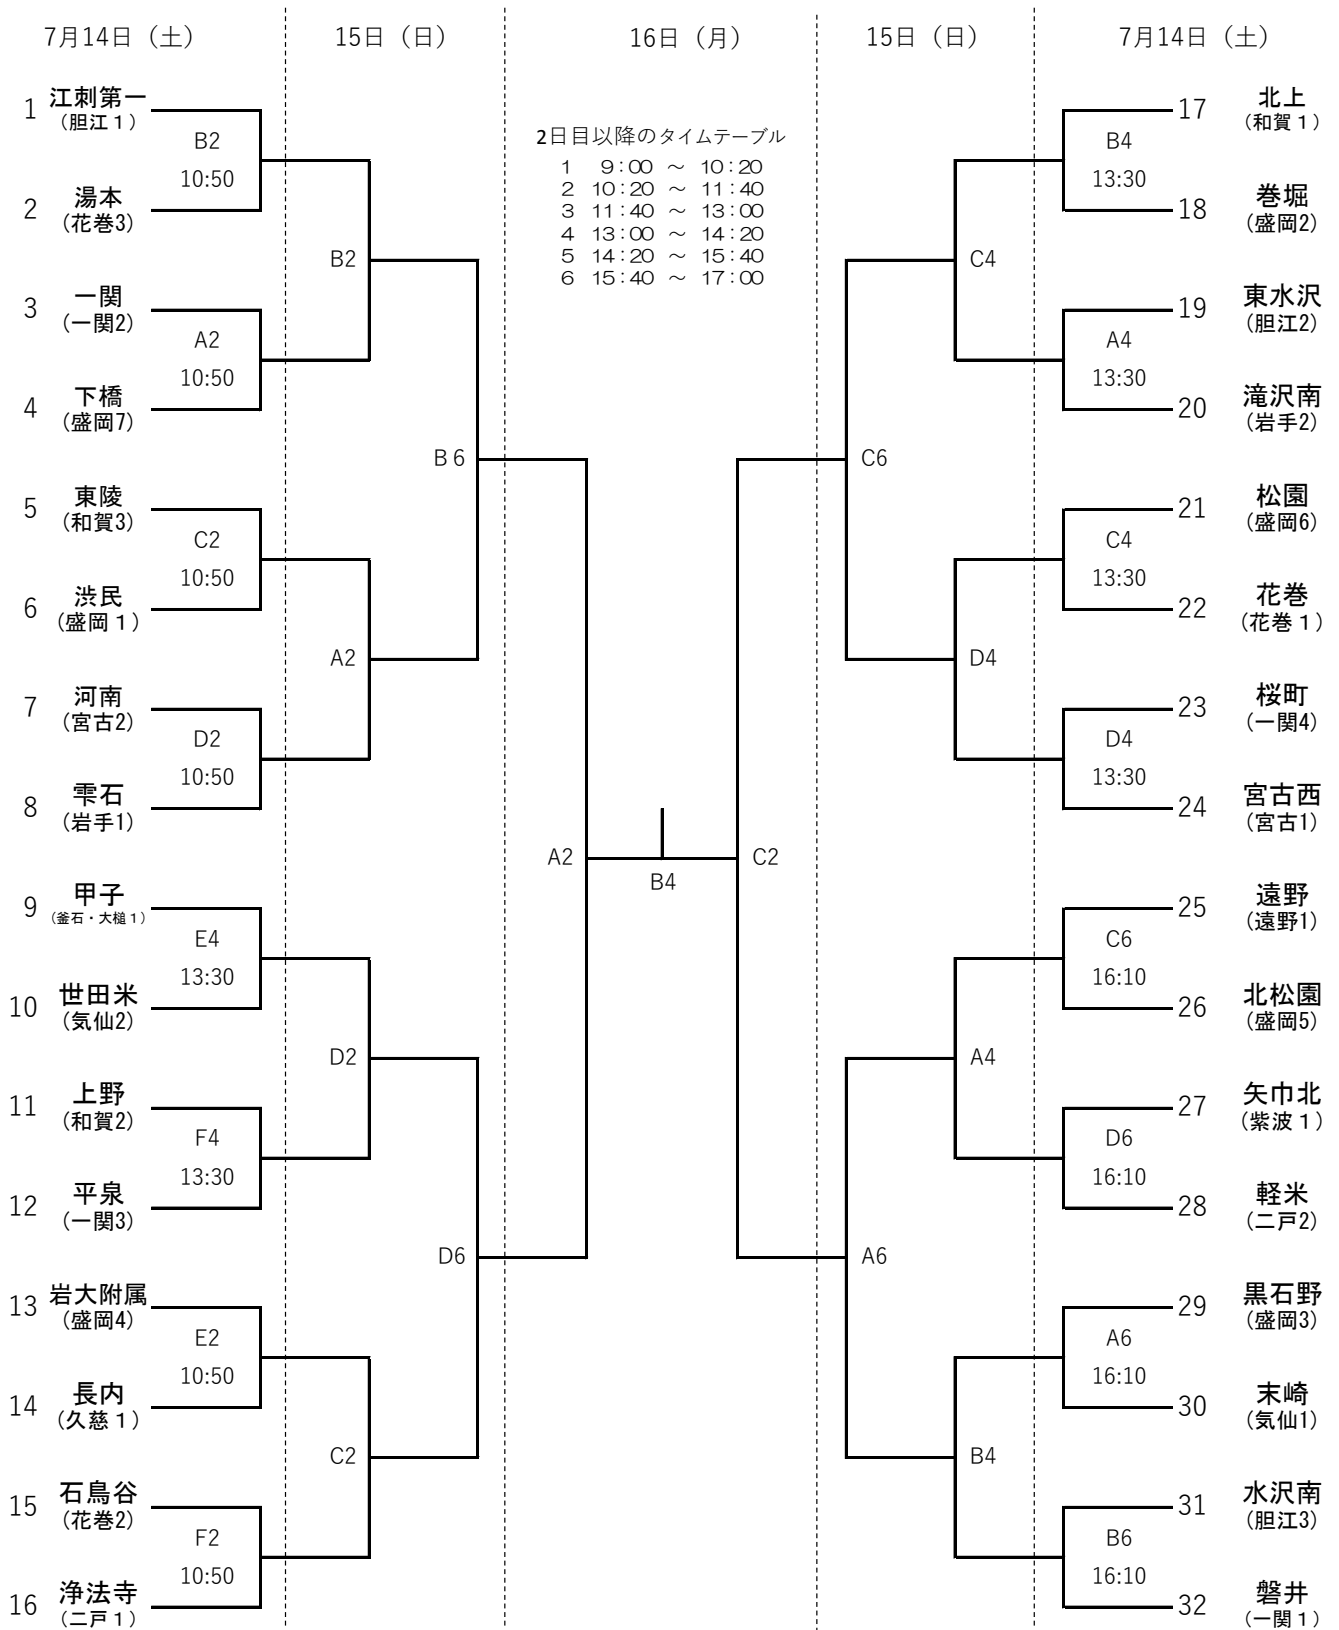 7月14日（土）
15日（日）
16日（月）
15日（日）
7月14日（土）
2日目以降のタイムテーブル
1 9:00 ～ 10:20
2 10:20 ～ 11:40
3 11:40 ～ 13:00
4 13:00 ～ 14:20
5 14:20 ～ 15:40
6 15:40 ～ 17:00
1 江刺第一
（胆江１）
B2
10:50
2 湯本
（花巻3）
3 一関
（一関2）
A2
10:50
4 下橋
（盛岡7）
5 東陵
（和賀3）
C2
10:50
6 渋民
（盛岡１）
7 河南
（宮古2）
D2
10:50
8 雫石
（岩手1）
9 甲子
（釜石・大槌１）
E4
13:30
10 世田米
（気仙2）
11 上野
（和賀2）
F4
13:30
12 平泉
（一関3）
13 岩大附属
（盛岡4）
E2
10:50
14 長内
（久慈１）
15 石鳥谷
（花巻2）
F2
10:50
16 浄法寺
（二戸１）
B2
A2
D2
C2
B６
D6
A2
B4
C2
C6
A6
C4
D4
A4
B4
17 北上
（和賀１）
B4
13:30
18 巻堀
（盛岡2）
19 東水沢
（胆江2）
A4
13:30
20 滝沢南
（岩手2）
21 松園
（盛岡6）
C4
13:30
22 花巻
（花巻１）
23 桜町
（一関4）
D4
13:30
24 宮古西
（宮古1）
25 遠野
（遠野1）
C6
16:10
26 北松園
（盛岡5）
27 矢巾北
（紫波１）
D6
16:10
28 軽米
（二戸2）
29 黒石野
（盛岡3）
A6
16:10
30 末崎
（気仙1）
31 水沢南
（胆江3）
B6
16:10
32 磐井
（一関１）